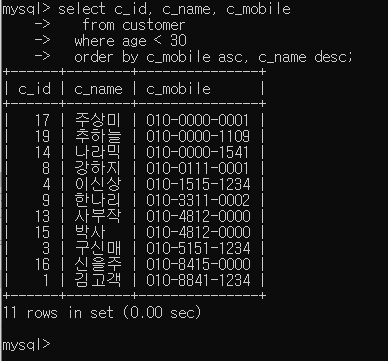 mysql> select c_id, c_name, c_mobile
    ->   from customer
    ->  where age < 30
    ->  order by c_mobile asc, c_name desc;
+------+--------+---------------+
| c_id | c_name | c_mobile      |
+------+--------+---------------+
|   17 | 주상미 | 010-0000-0001 |
|   19 | 추하늘 | 010-0000-1109 |
|   14 | 나라믹 | 010-0000-1541 |
|    8 | 강하지 | 010-0111-0001 |
|    4 | 이신상 | 010-1515-1234 |
|    9 | 한나리 | 010-3311-0002 |
|   13 | 사부작 | 010-4812-0000 |
|   15 | 박사   | 010-4812-0000 |
|    3 | 구신매 | 010-5151-1234 |
|   16 | 신을주 | 010-8415-0000 |
|    1 | 김고객 | 010-8841-1234 |
+------+--------+---------------+
11 rows in set (0.00 sec)
mysql>